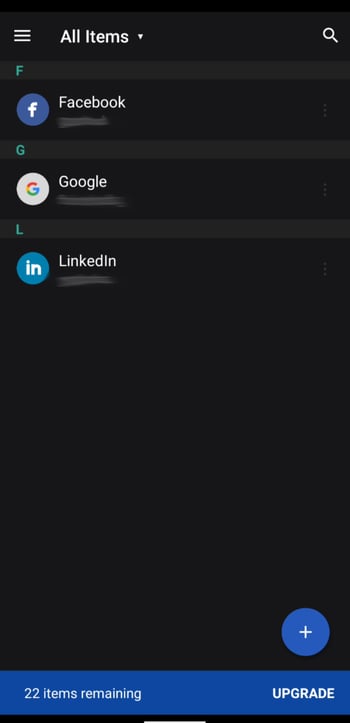 All Items
F
Facebook
G
Google
L
LinkedIn
22 items remaining UPGRADE